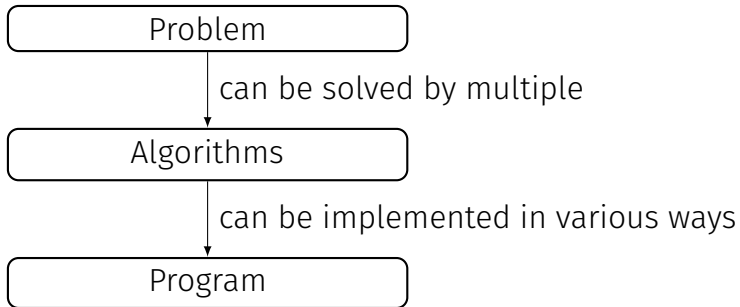 Problem
can be solved by multiple
Algorithms
can be implemented in various ways
Program